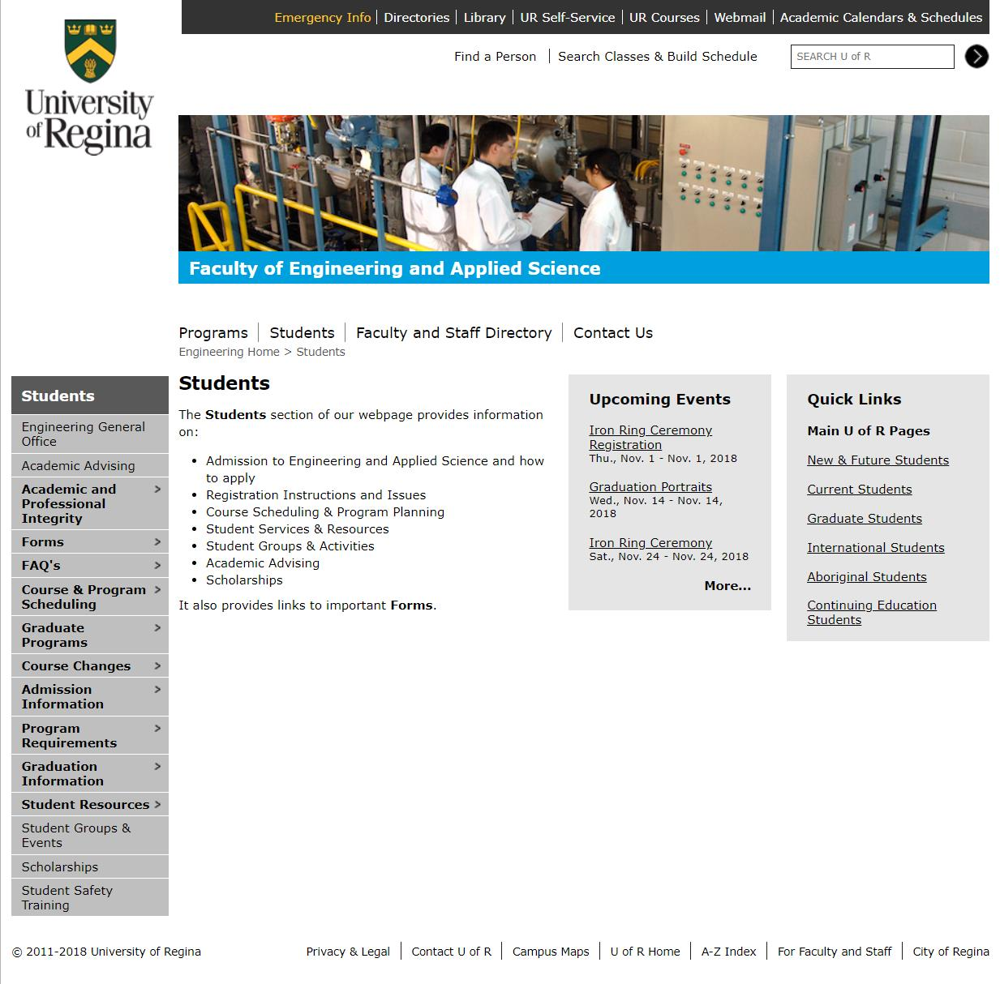 Emergency Info
Directories
Library
UR Self-Service
UR Courses
Webmail
Academic Calendars & Schedules
Find a Person
Search Classes & Build Schedule
SEARCH U of R
University
of Regina
Faculty of Engineering and Applied Science
Programs
Students
Faculty and Staff Directory
Contact Us
Engineering Home > Students
Students
Engineering General
Office
Academic Advising
Academic and
Professional
Integrity
Forms
FAQ's
Course & Program
Scheduling
Graduate
Programs
Course Changes
Admission
Information
Program
Requirements
Graduation
Information
Student Resources
Student Groups &
Events
Scholarships
Student Safety
Training
Students
The Students section of our webpage provides information
on:
• Admission to Engineering and Applied Science and how
to apply
• Registration Instructions and Issues
• Course Scheduling & Program Planning
• Student Services & Resources
• Student Groups & Activities
• Academic Advising
• Scholarships
It also provides links to important Forms.
Upcoming Events
Iron Ring Ceremony
Registration
Thu., Nov. 1 - Nov. 1, 2018
Graduation Portraits
Wed., Nov. 14 - Nov. 14,
2018
Iron Ring Ceremony
Sat., Nov. 24 - Nov. 24, 2018
More...
Quick Links
Main U of R Pages
New & Future Students
Current Students
Graduate Students
International Students
Aboriginal Students
Continuing Education
Students
© 2011-2018 University of Regina
Privacy & Legal
Contact U of R
Campus Maps
U of R Home
A-Z Index
For Faculty and Staff
City of Regina